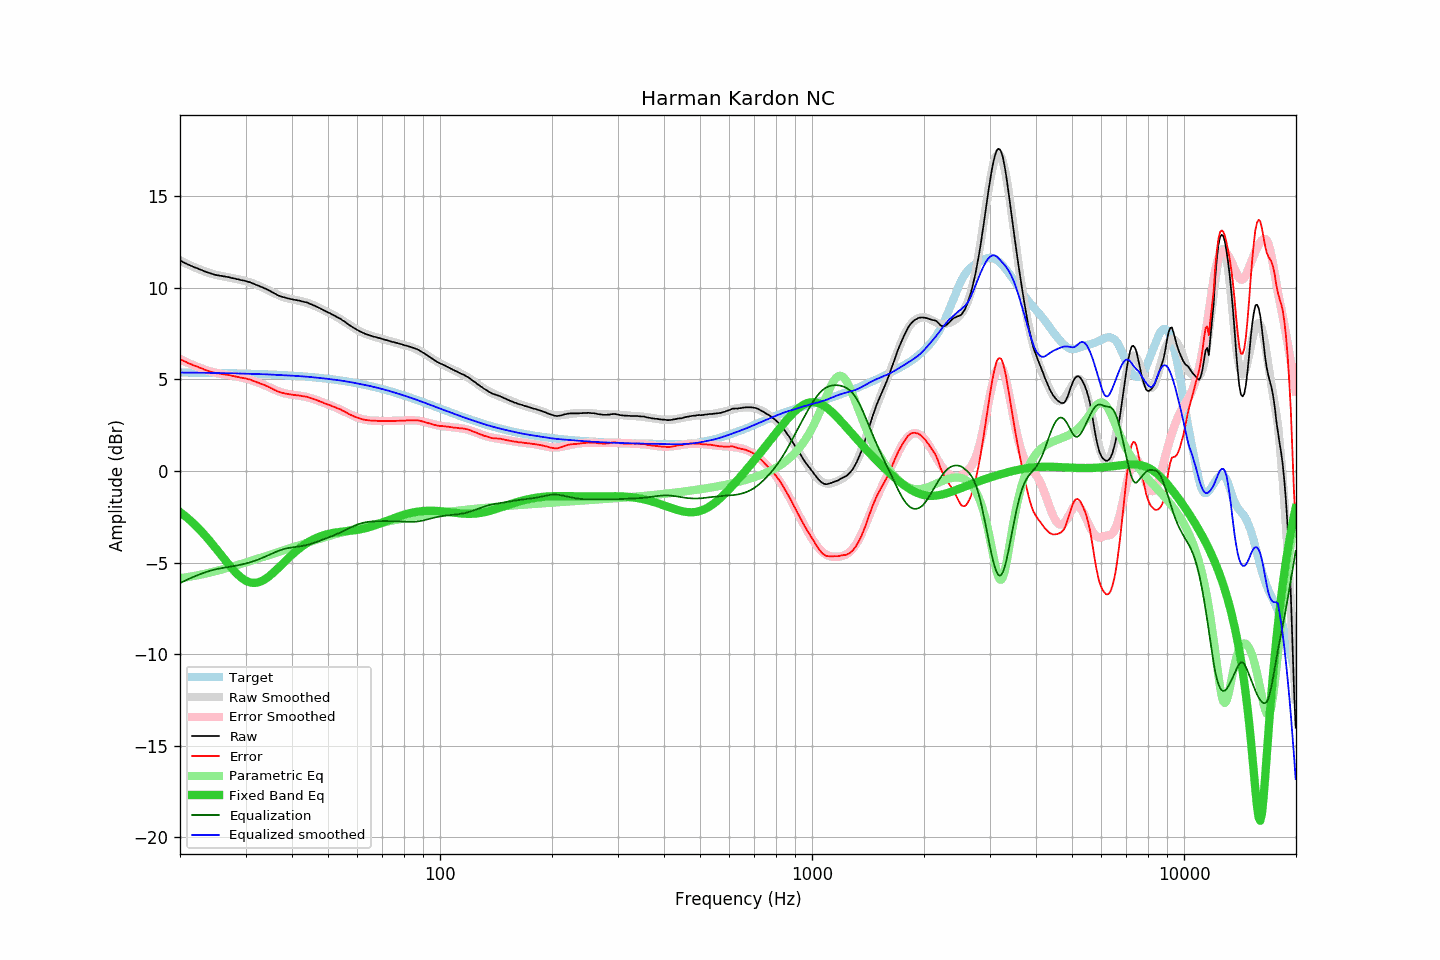 Harman Kardon NC
Amplitude (dBr)
15
10
5
0
−5
−10
−15
−20
Target
Raw Smoothed
Error Smoothed
Raw
Error
Parametric Eq
Fixed Band Eq
Equalization
Equalized smoothed
100
1000
10000
Frequency (Hz)